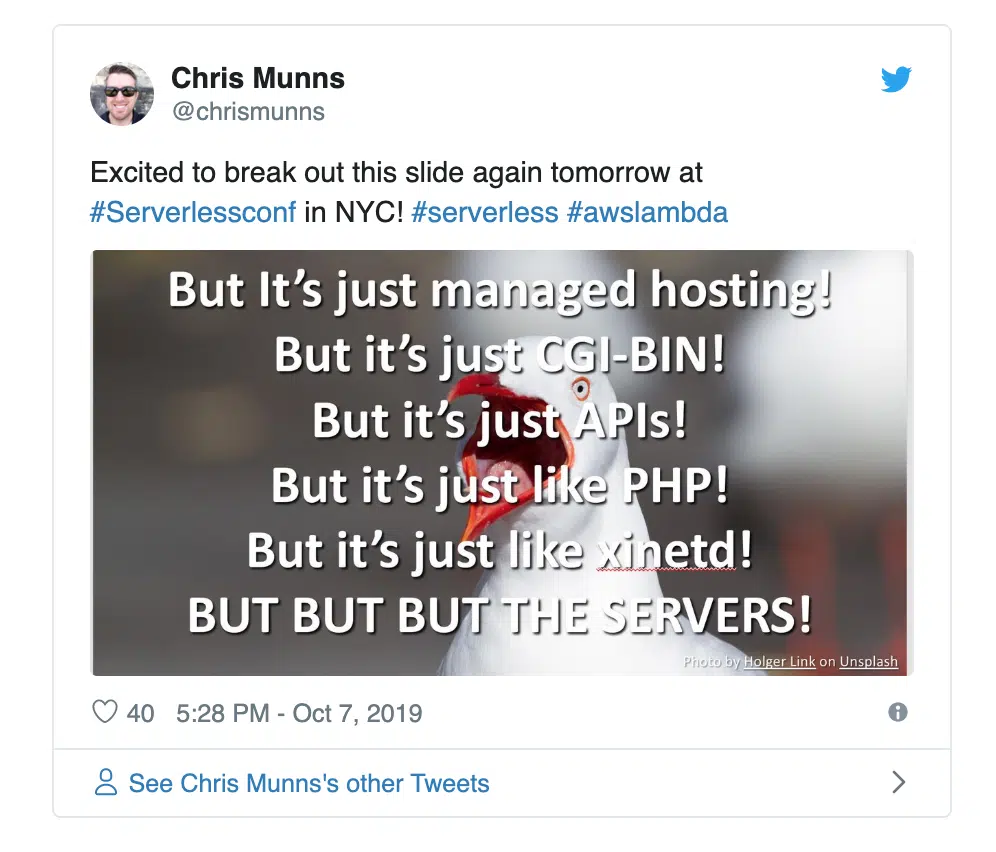 Chris Munns
@chrismunns
Excited to break out this slide again tomorrow at
#Serverlessconf in NYC! #serverless #awslambda
But It’s just managed hosting!
But it’s just CGI-BIN!
But it’s just APIs!
But it’s just like PHP!
But it’s just like xinetd!
BUT BUT BUT THE SERVERS!
Photo by Holger Link on Unsplash
40 5:28 PM - Oct 7, 2019
See Chris Munns's other Tweets